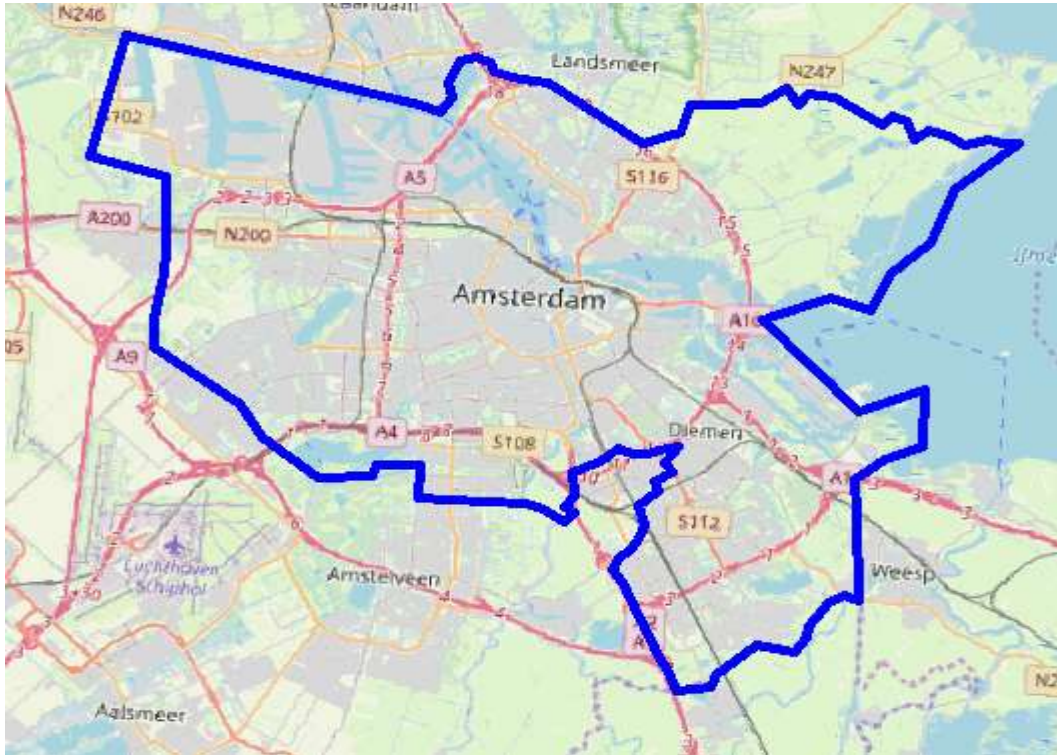 N246
Landsmeer
N247
S116
A5
A200
N200
Amsterdam
A10
A9
A4
S108
Diemen
A1
S112
Luchthaven
Schiphol
Amstelveen
Weesp
Aalsmeer